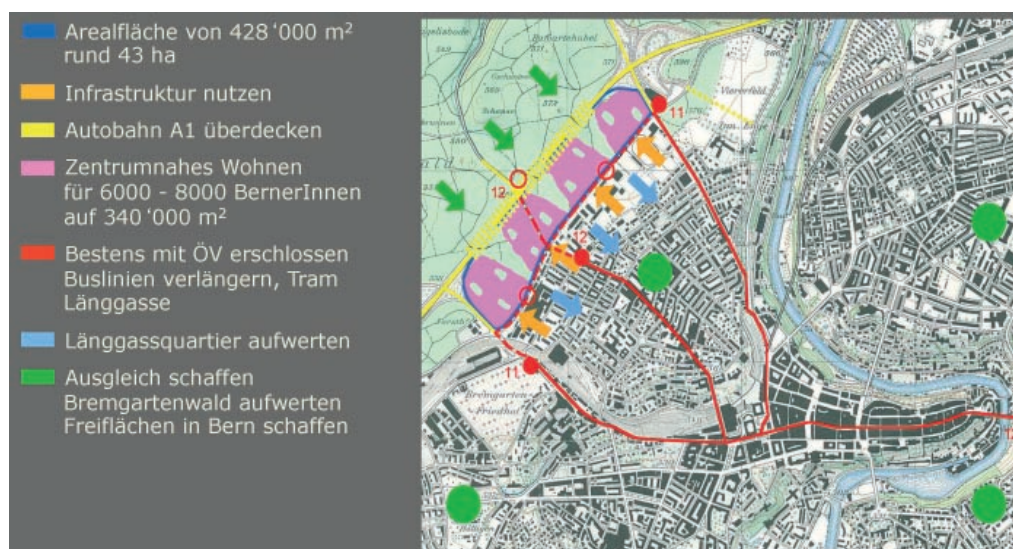 Arealfläche von 428'000 m²
rund 43 ha
Infrastruktur nutzen
Autobahn A1 überdecken
Zentrumnahes Wohnen
für 6000 - 8000 BernerInnen
auf 340'000 m²
Bestens mit ÖV erschlossen
Buslinien verlängern, Tram
Länggasse
Länggassquartier aufwerten
Ausgleich schaffen
Bremgartenwald aufwerten
Freiflächen in Bern schaffen
11
Viererfeld
12
12
11
Bremgarten
Friedhof
12